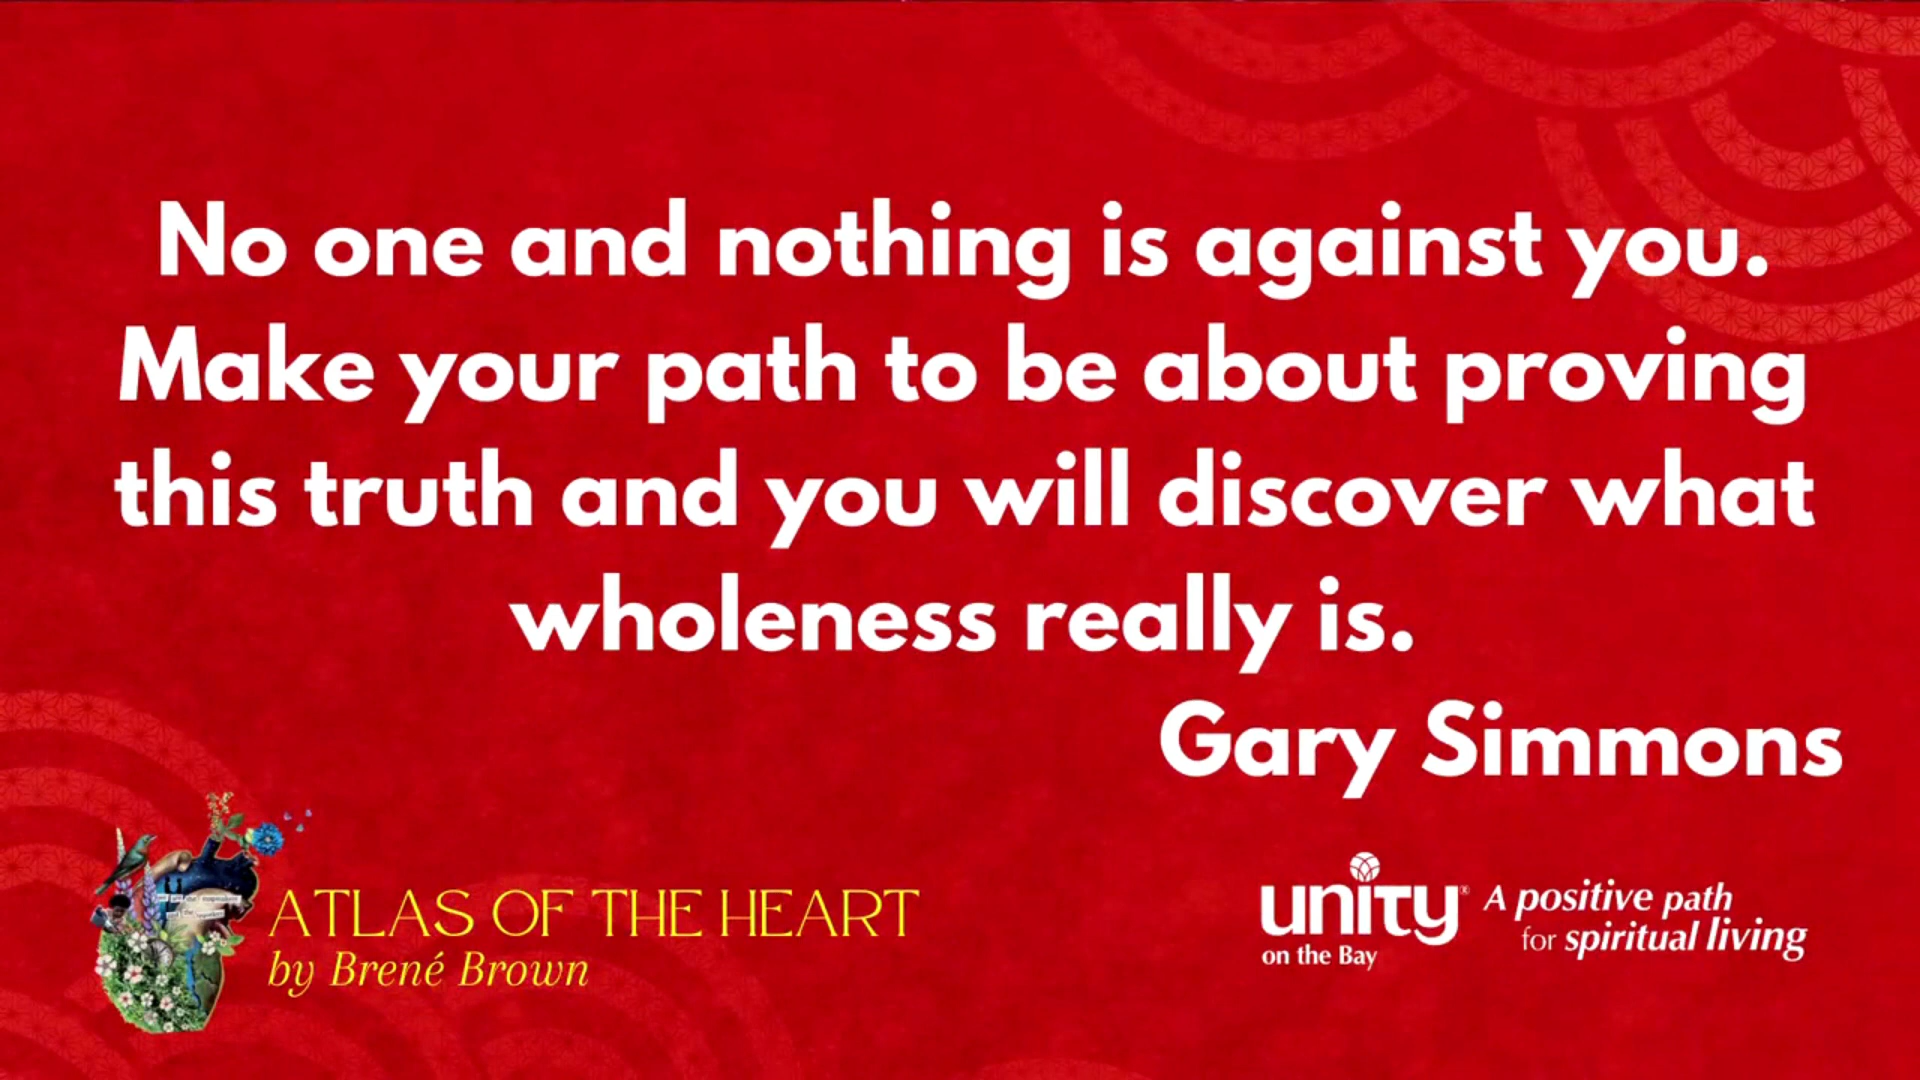 No one and nothing is against you.
Make your path to be about proving
this truth and you will discover what
wholeness really is.
Gary Simmons
ATLAS OF THE HEART
by Brené Brown
unity®
on the Bay
A positive path
for spiritual living